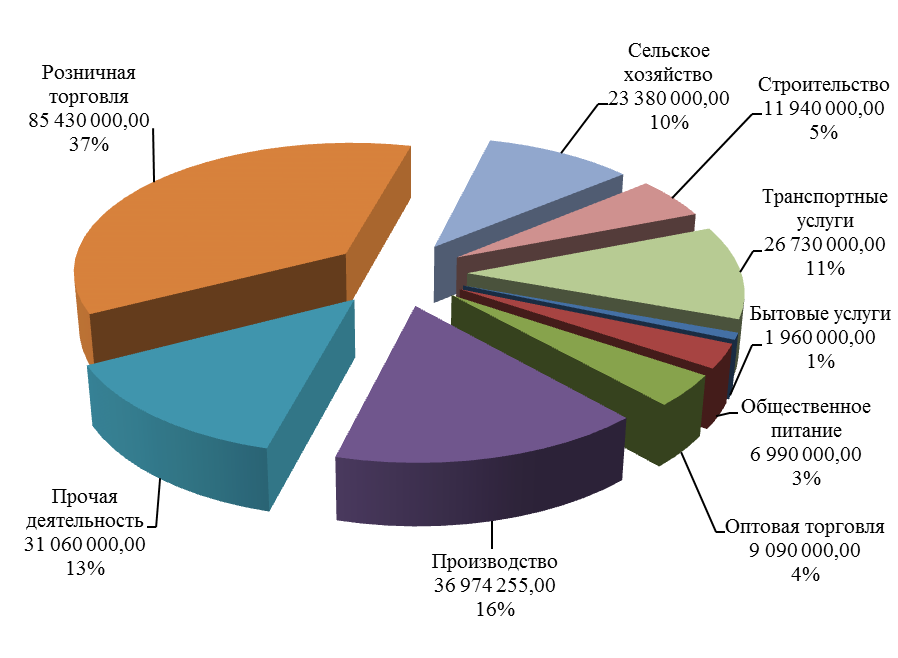 Розничная
торговля
85 430 000,00
37%
Сельское
хозяйство
23 380 000,00
10%
Строительство
11 940 000,00
5%
Транспортные
услуги
26 730 000,00
11%
Бытовые услуги
1 960 000,00
1%
Общественное
питание
6 990 000,00
3%
Оптовая торговля
9 090 000,00
4%
Производство
36 974 255,00
16%
Прочая
деятельность
31 060 000,00
13%